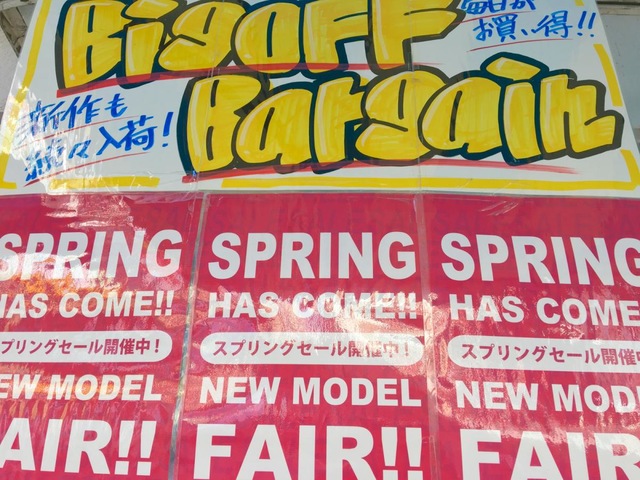 Bigoff
毎日が
お買い得!!
Bargain
新作も
続々入荷!
SPRING
HAS COME!!
スプリングセール開催中!
NEW MODEL
FAIR!!
SPRING
HAS COME!!
スプリングセール開催中!
NEW MODEL
FAIR!!
SPRING
HAS COME
スプリングセール開催中!
NEW MOD
FAIR!!